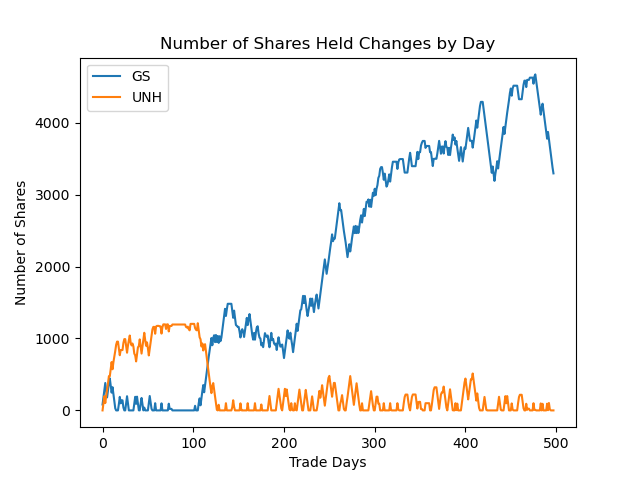 Number of Shares Held Changes by Day
GS
UNH
Number of Shares
4000
3000
2000
1000
0
0 100 200 300 400 500
Trade Days